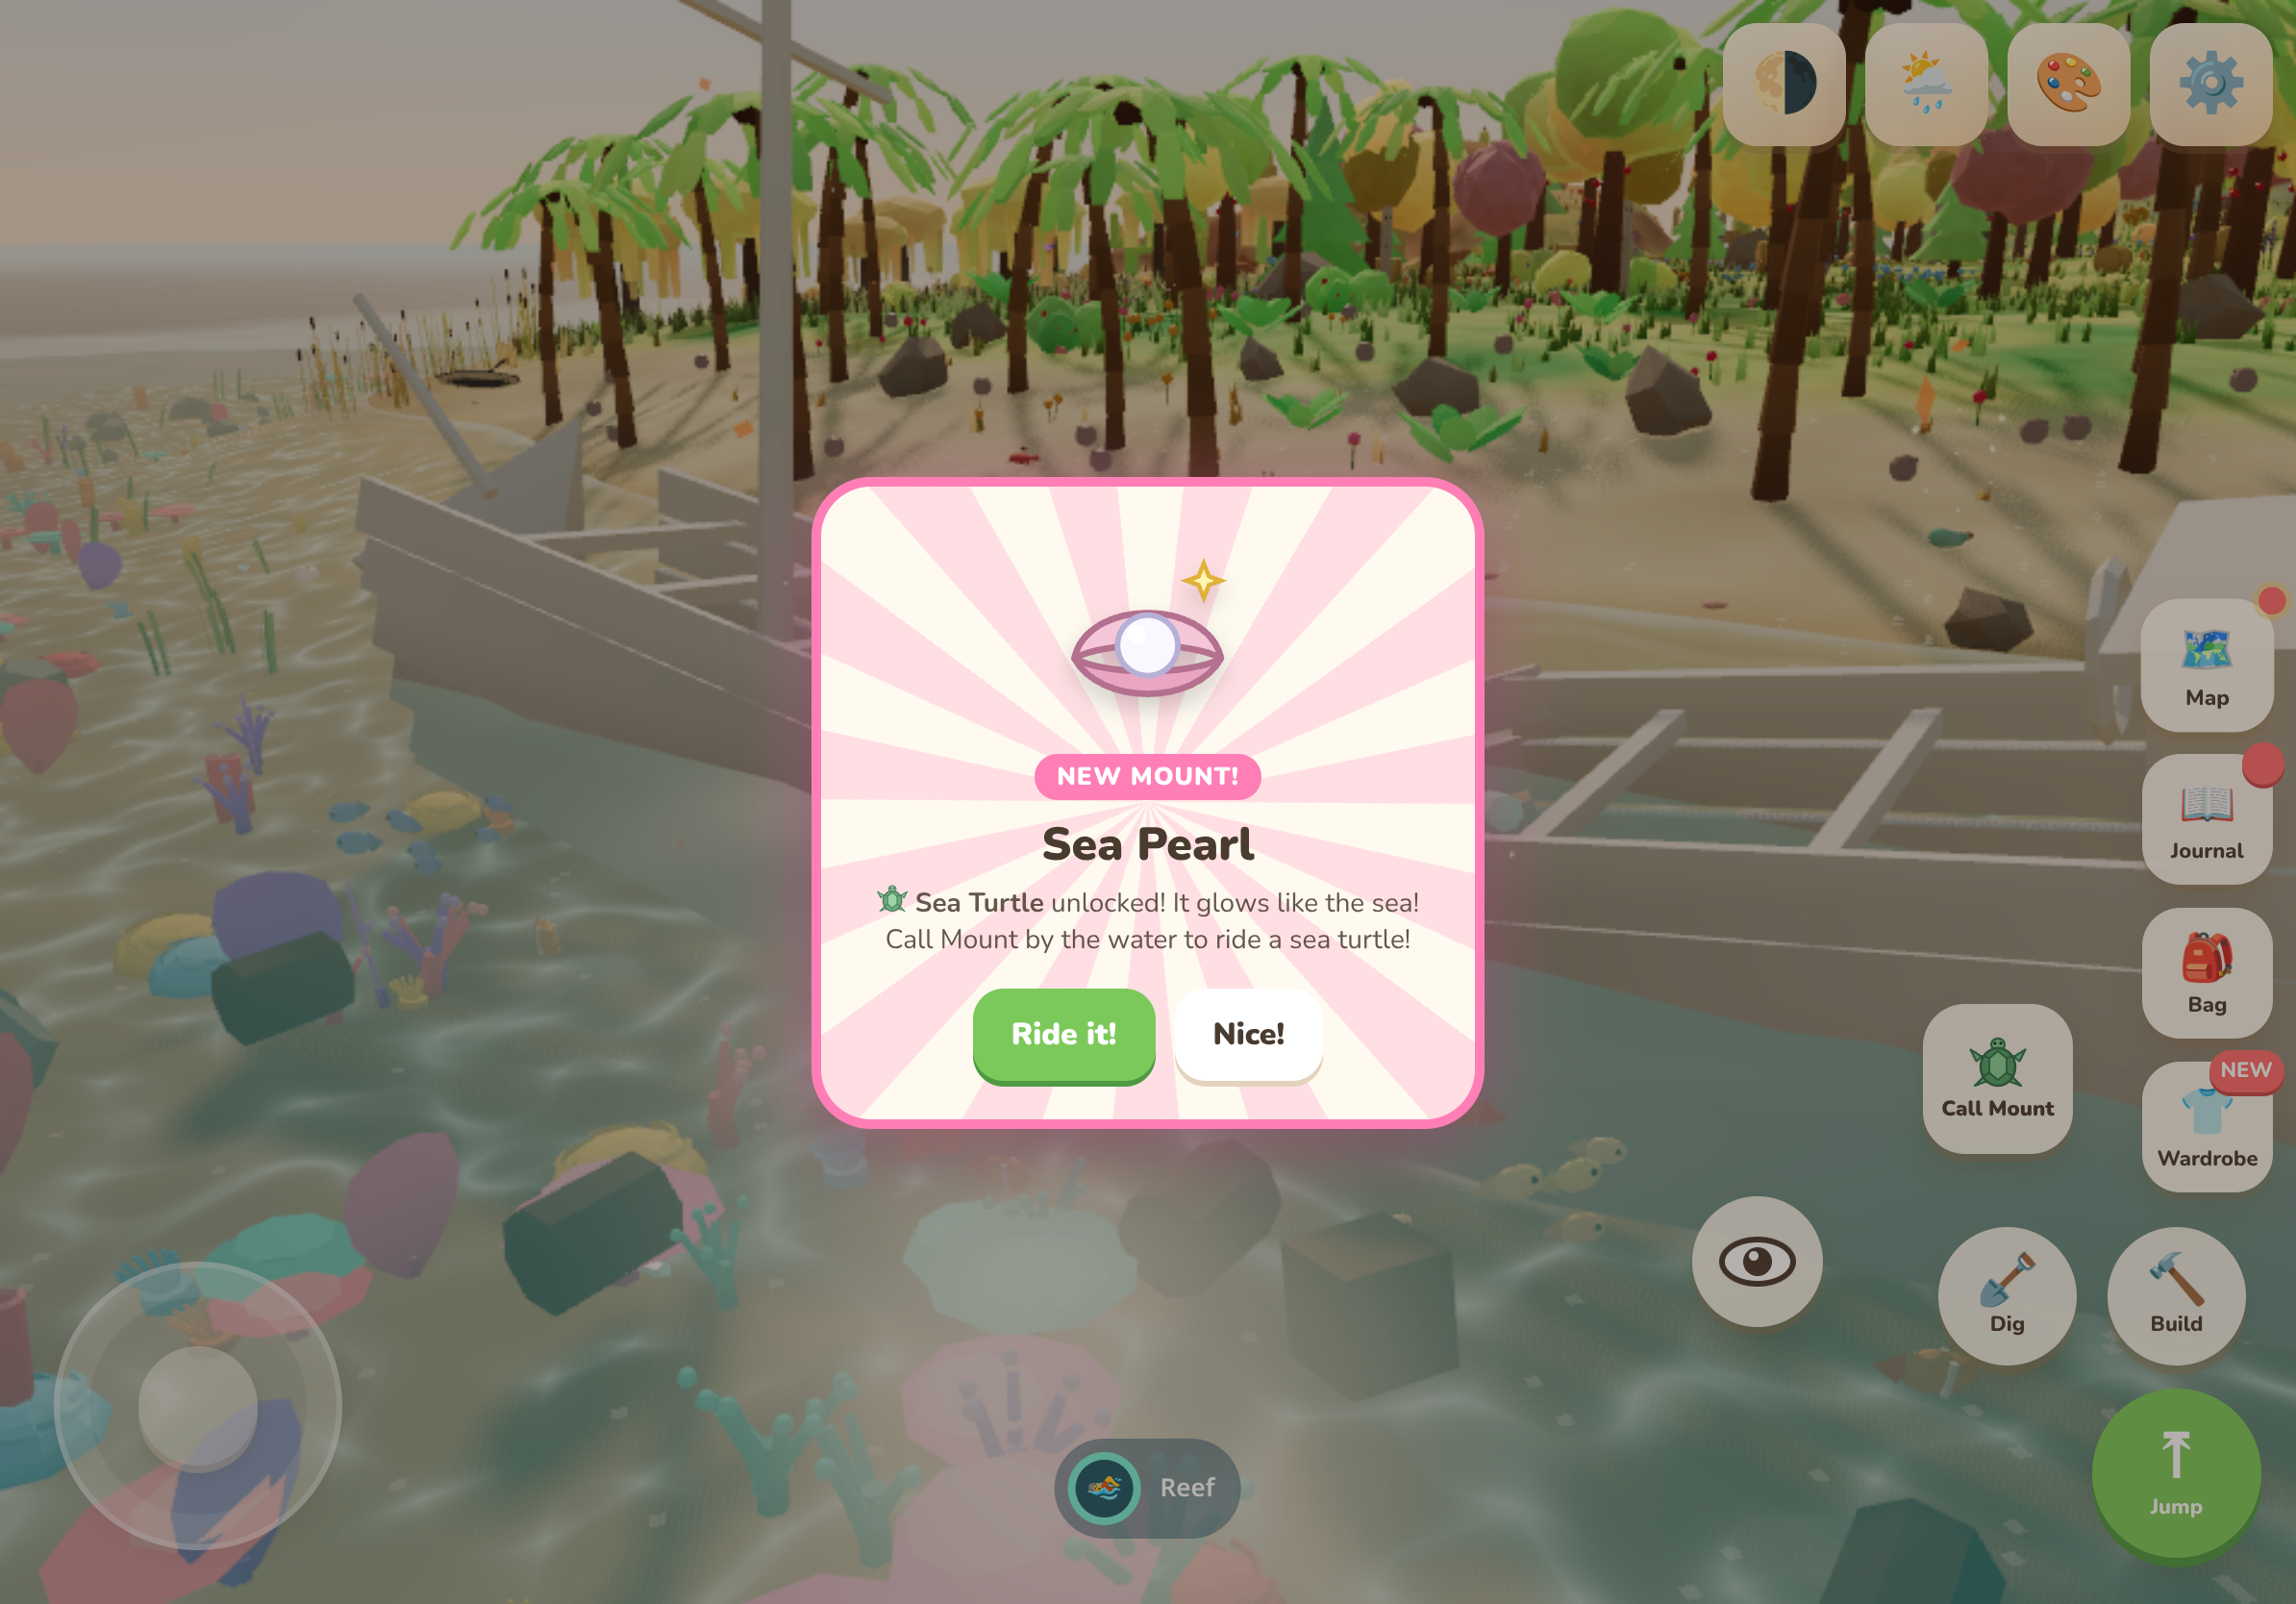 NEW MOUNT!
Sea Pearl
Sea Turtle unlocked! It glows like the sea!
Call Mount by the water to ride a sea turtle!
Ride it!
Nice!
Map
Journal
Bag
NEW
Wardrobe
Call Mount
Dig
Build
Jump
Reef